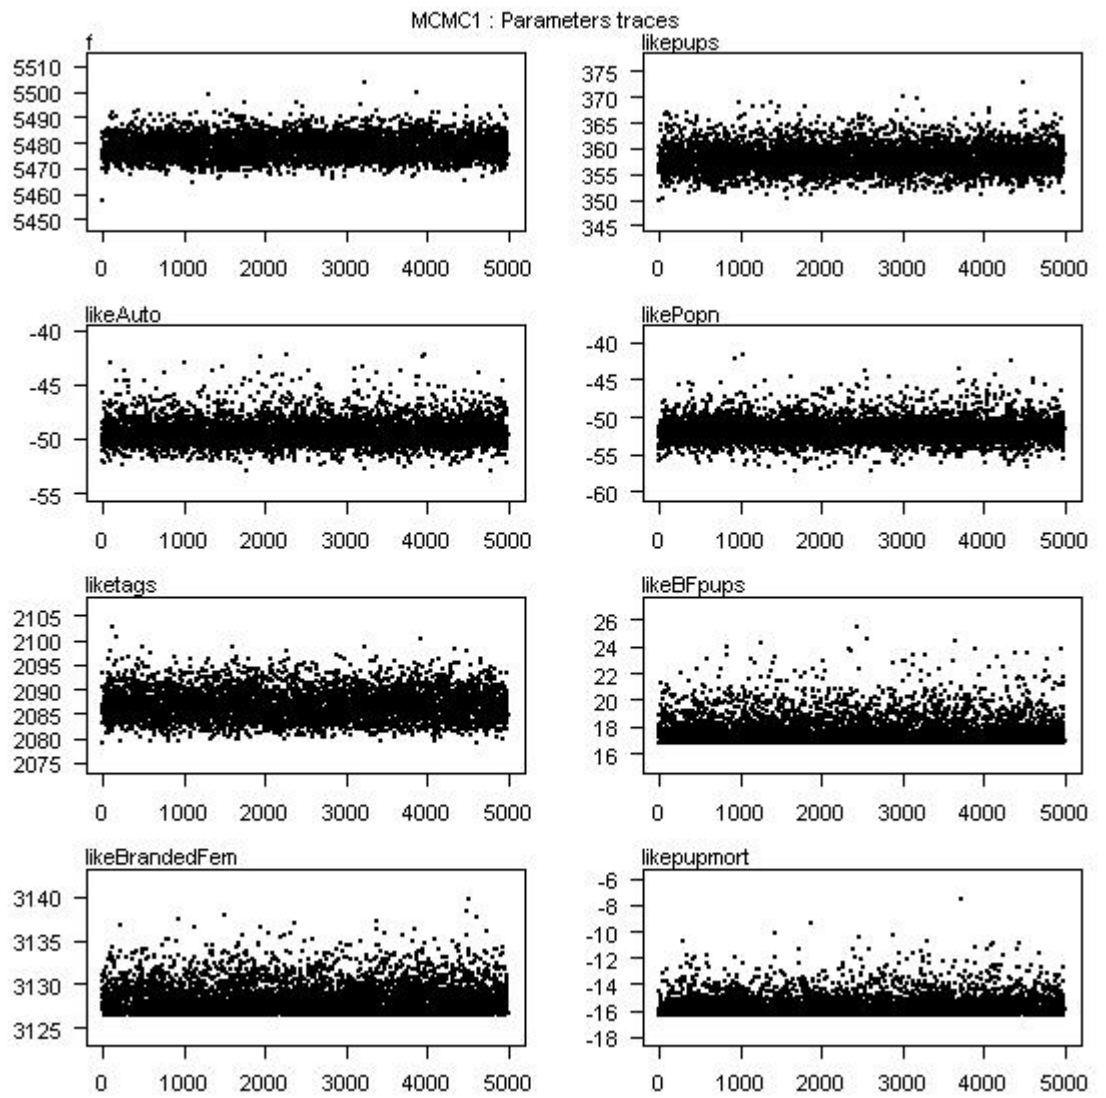 MCMC1 : Parameters traces
f
5510
5500
5490
5480
5470
5460
5450
0 1000 2000 3000 4000 5000
likepups
375
370
365
360
355
350
345
0 1000 2000 3000 4000 5000
likeAuto
-40
-45
-50
-55
0 1000 2000 3000 4000 5000
likePopn
-40
-45
-50
-55
-60
0 1000 2000 3000 4000 5000
liketags
2105
2100
2095
2090
2085
2080
2075
0 1000 2000 3000 4000 5000
likeBFpups
26
24
22
20
18
16
0 1000 2000 3000 4000 5000
likeBrandedFem
3140
3135
3130
3125
0 1000 2000 3000 4000 5000
likepupmort
-6
-8
-10
-12
-14
-16
-18
0 1000 2000 3000 4000 5000